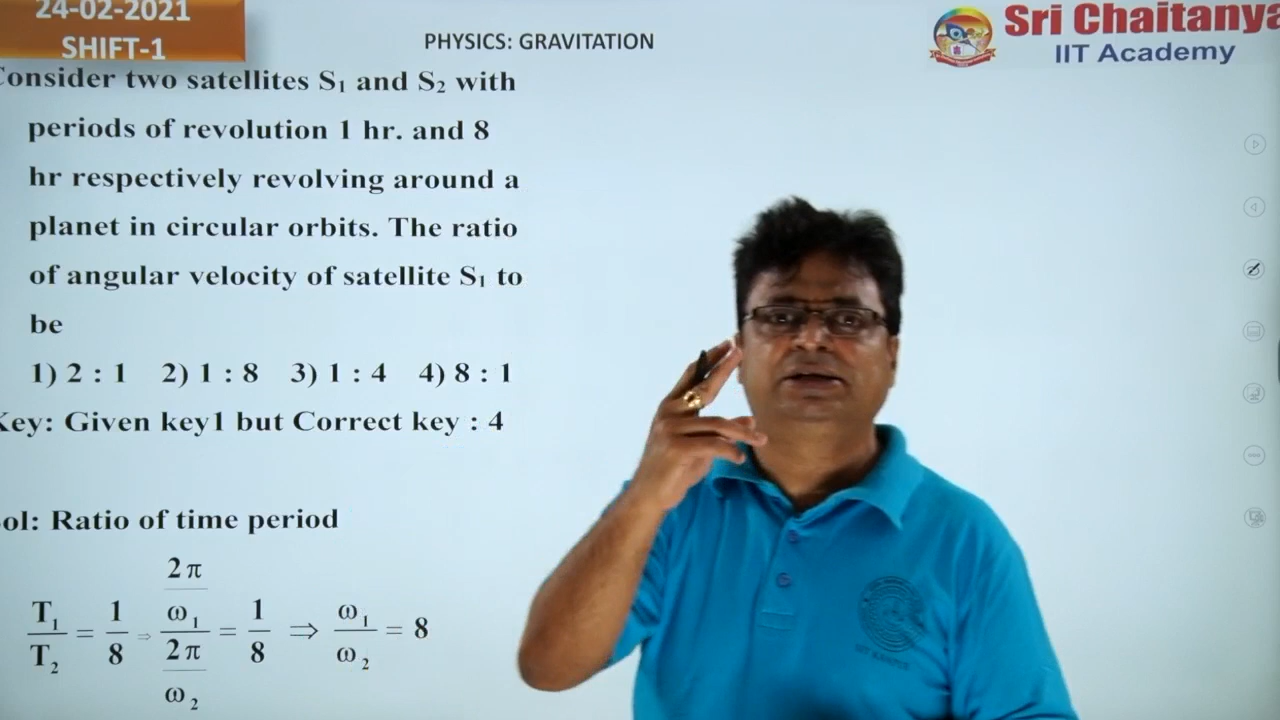 24-02-2021
SHIFT-1
PHYSICS: GRAVITATION
Sri Chaitanya
IIT Academy
Consider two satellites S₁ and S₂ with
periods of revolution 1 hr. and 8
hr respectively revolving around a
planet in circular orbits. The ratio
of angular velocity of satellite S₁ to
be
1) 2 : 1 2) 1 : 8 3) 1 : 4 4) 8 : 1
Key: Given key1 but Correct key : 4
ol: Ratio of time period
T₁/T₂ = 1/8 ⇒ (2π/ω₁)/(2π/ω₂) = 1/8 ⇒ ω₁/ω₂ = 8